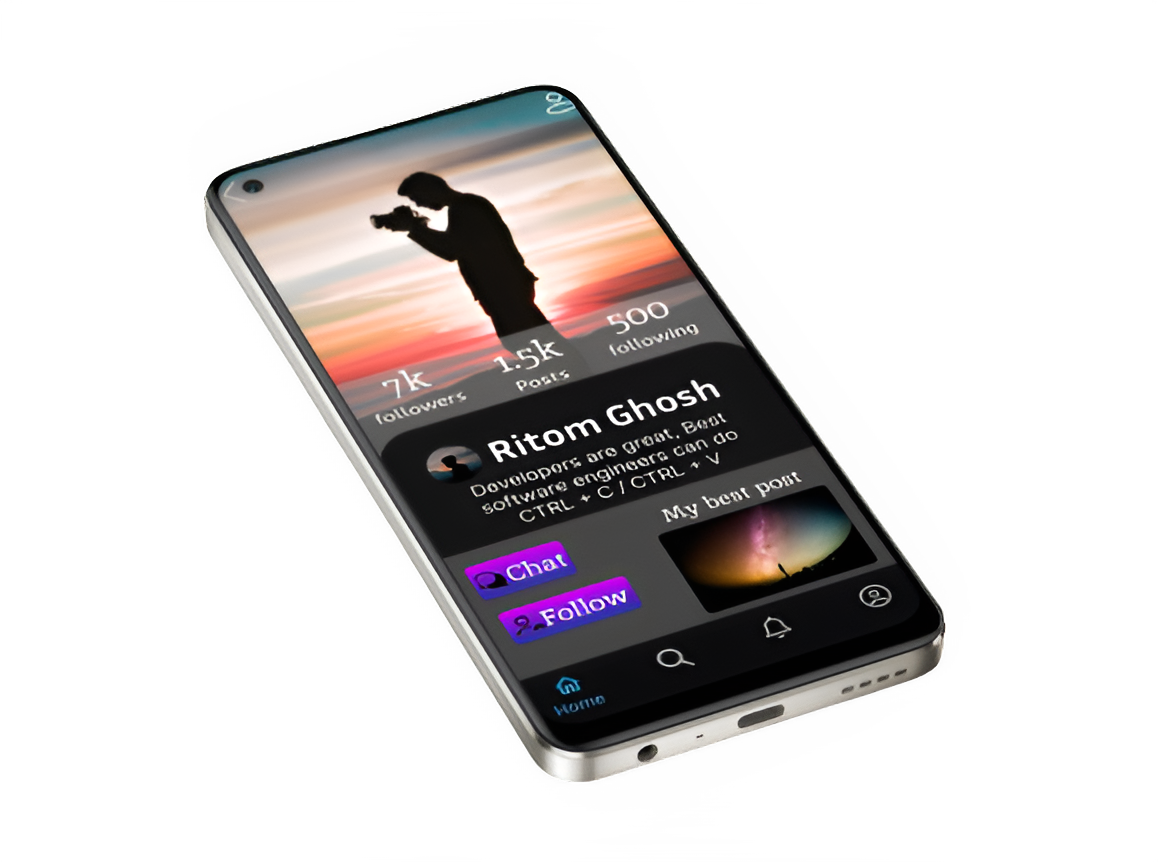 7k
followers
1.5k
Posts
500
following
Ritom Ghosh
Developers are great, Best
software engineers can do
CTRL + C / CTRL + V
My best post
Chat
Follow
Home